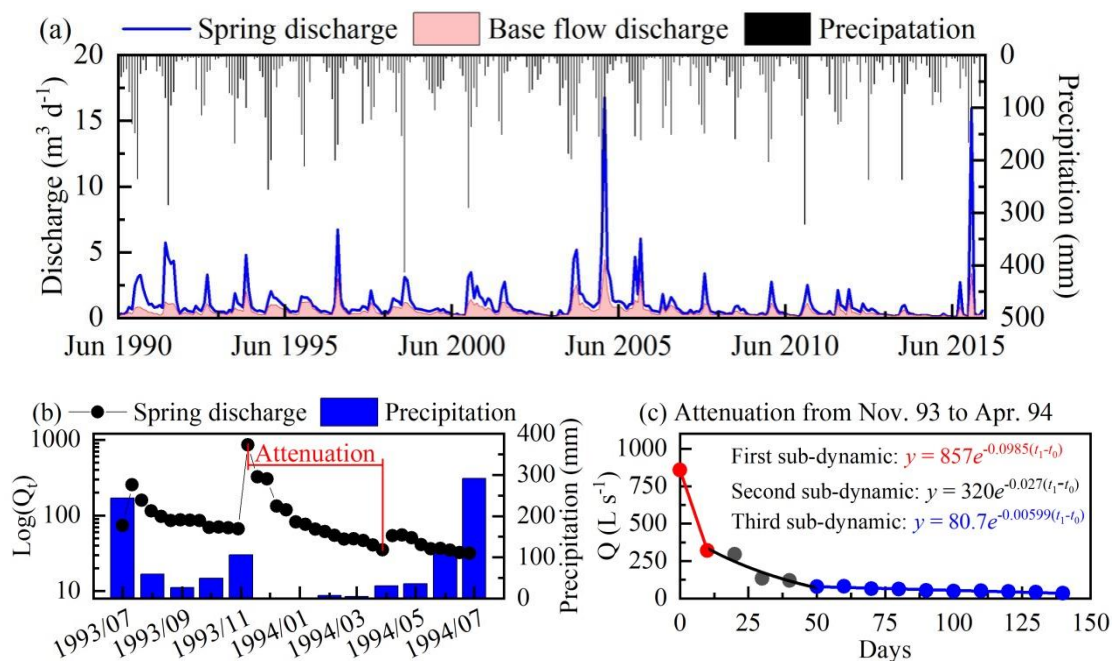 (a) Spring discharge Base flow discharge Precipatation
Discharge (m³ d⁻¹)
20
15
10
5
0
0
100
200
300
400
500
Precipitation (mm)
Jun 1990 Jun 1995 Jun 2000 Jun 2005 Jun 2010 Jun 2015
(b) Spring discharge Precipitation
Log(Qₜ)
1000
100
10
Attenuation
400
300
200
100
0
Precipitation (mm)
1993/07 1993/09 1993/11 1994/01 1994/03 1994/05 1994/07
(c) Attenuation from Nov. 93 to Apr. 94
Q (L s⁻¹)
1000
750
500
250
0
First sub-dynamic: y = 857e^-0.0985(t₁-t₀)
Second sub-dynamic: y = 320e^-0.027(t₁-t₀)
Third sub-dynamic: y = 80.7e^-0.00599(t₁-t₀)
0 25 50 75 100 125 150
Days